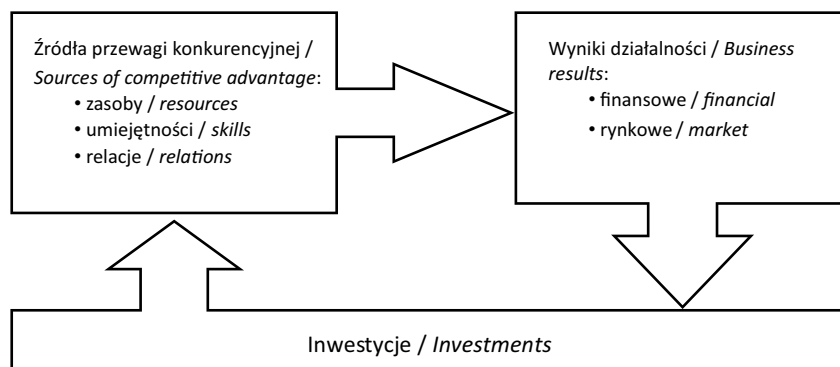 Źródła przewagi konkurencyjnej /
Sources of competitive advantage:
• zasoby / resources
• umiejętności / skills
• relacje / relations
Wyniki działalności / Business
results:
• finansowe / financial
• rynkowe / market
Inwestycje / Investments